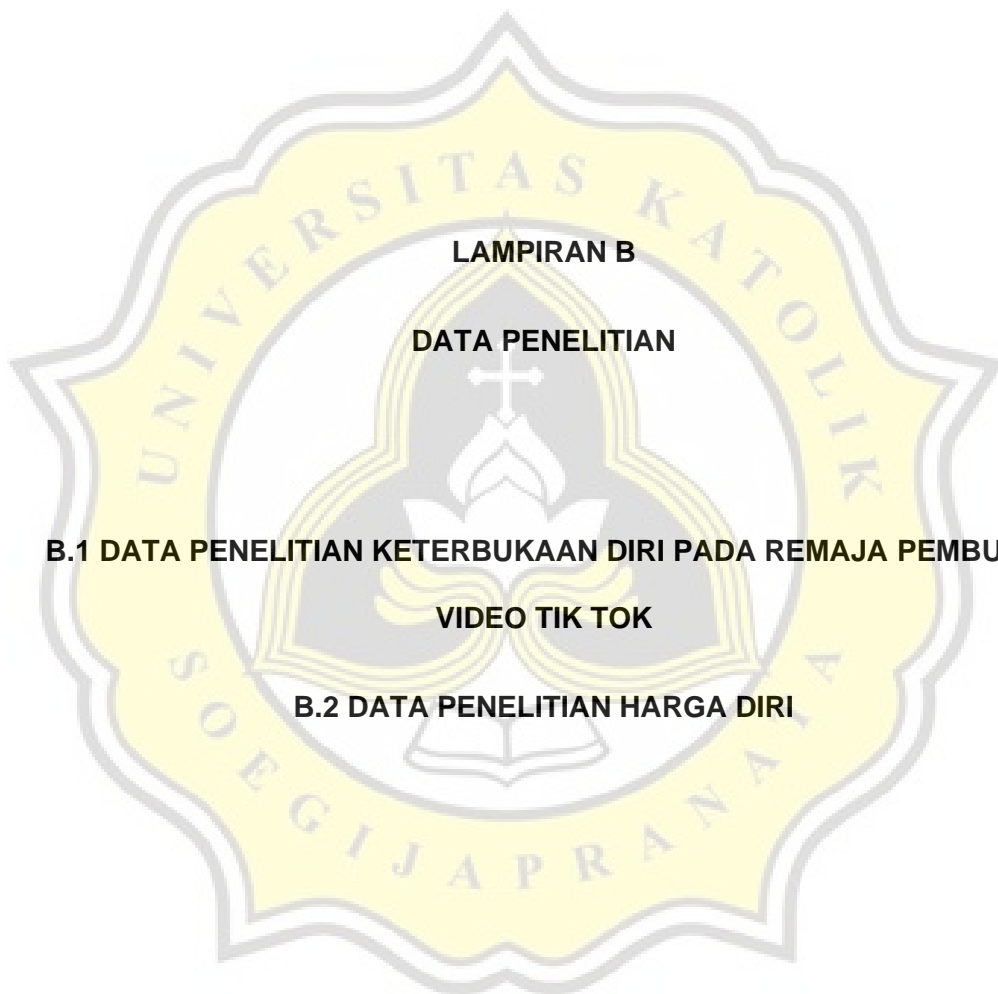 UNIVERSITAS KATOLIK
LAMPIRAN B
DATA PENELITIAN
B.1 DATA PENELITIAN KETERBUKAAN DIRI PADA REMAJA PEMBU
VIDEO TIK TOK
B.2 DATA PENELITIAN HARGA DIRI
SOEGIJAPRANATA